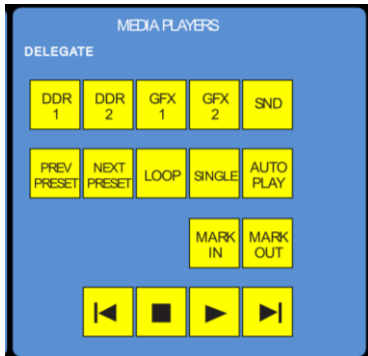 MEDIA PLAYERS
DELEGATE
DDR 1
DDR 2
GFX 1
GFX 2
SND
PREV PRESET
NEXT PRESET
LOOP
SINGLE
AUTO PLAY
MARK IN
MARK OUT